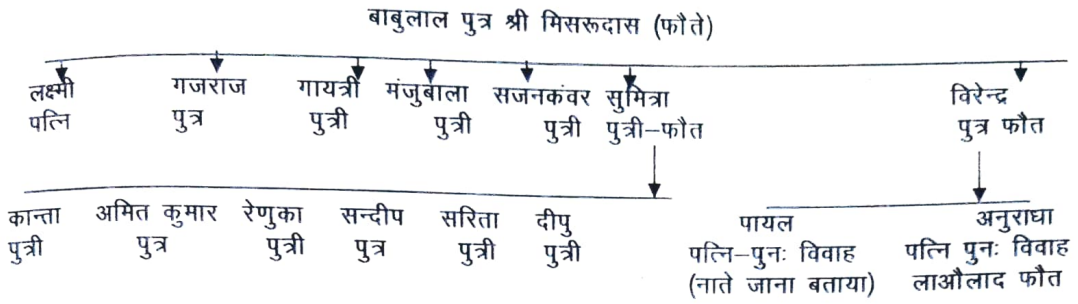 बाबुलाल पुत्र श्री मिसरूदास (फौते)
लक्ष्मी गजराज गायत्री मंजुबाला सजनकंवर सुमित्रा विरेन्द्र
पत्नि पुत्र पुत्री पुत्री पुत्री पुत्री-फौत पुत्र फौत
कान्ता अमित कुमार रेणुका सन्दीप सरिता दीपु पायल अनुराधा
पुत्री पुत्र पुत्री पुत्र पुत्री पुत्री पत्नि-पुनः विवाह पत्नि पुनः विवाह
(नाते जाना बताया) लाऔलाद फौत